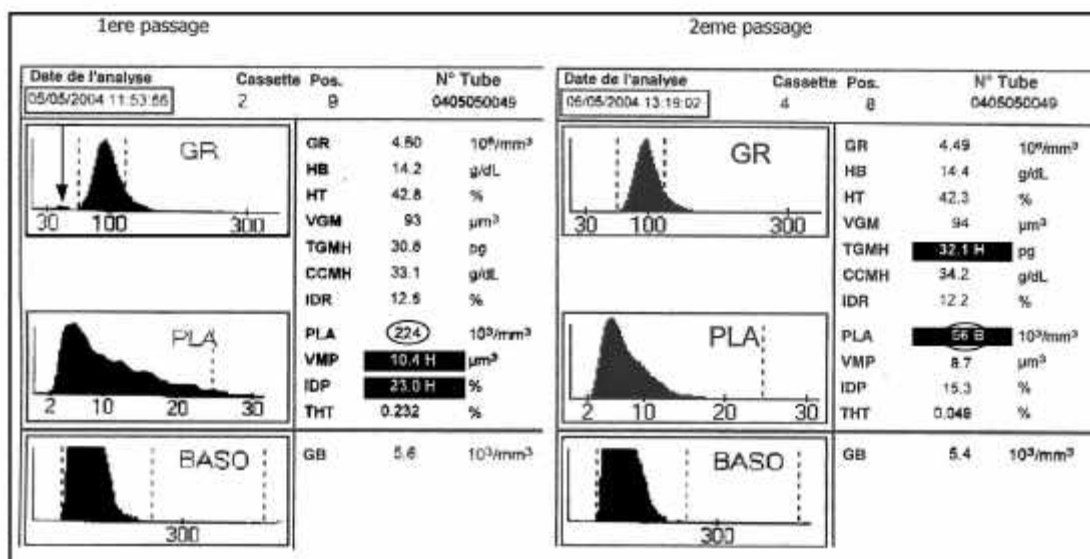 1ere passage
2eme passage
Date de l'analyse Cassette Pos. N° Tube
05/05/2004 11:53:56 2 9 0405050049
GR
30 100 300
GR 4.60 10⁶/mm³
HB 14.2 g/dL
HT 42.8 %
VGM 93 µm³
TGMH 30.8 pg
CCMH 33.1 g/dL
IDR 12.5 %
PLA
2 10 20 30
PLA 224 10³/mm³
VMP 10.4 H µm³
IDP 23.0 H %
THT 0.232 %
BASO
300
GB 5.6 10³/mm³
Date de l'analyse Cassette Pos. N° Tube
05/05/2004 13:19:02 4 8 0405050049
GR
30 100 300
GR 4.49 10⁶/mm³
HB 14.4 g/dL
HT 42.3 %
VGM 94 µm³
TGMH 32.1 H pg
CCMH 34.2 g/dL
IDR 12.2 %
PLA
2 10 20 30
PLA 56 B 10³/mm³
VMP 8.7 µm³
IDP 15.3 %
THT 0.048 %
BASO
300
GB 5.4 10³/mm³